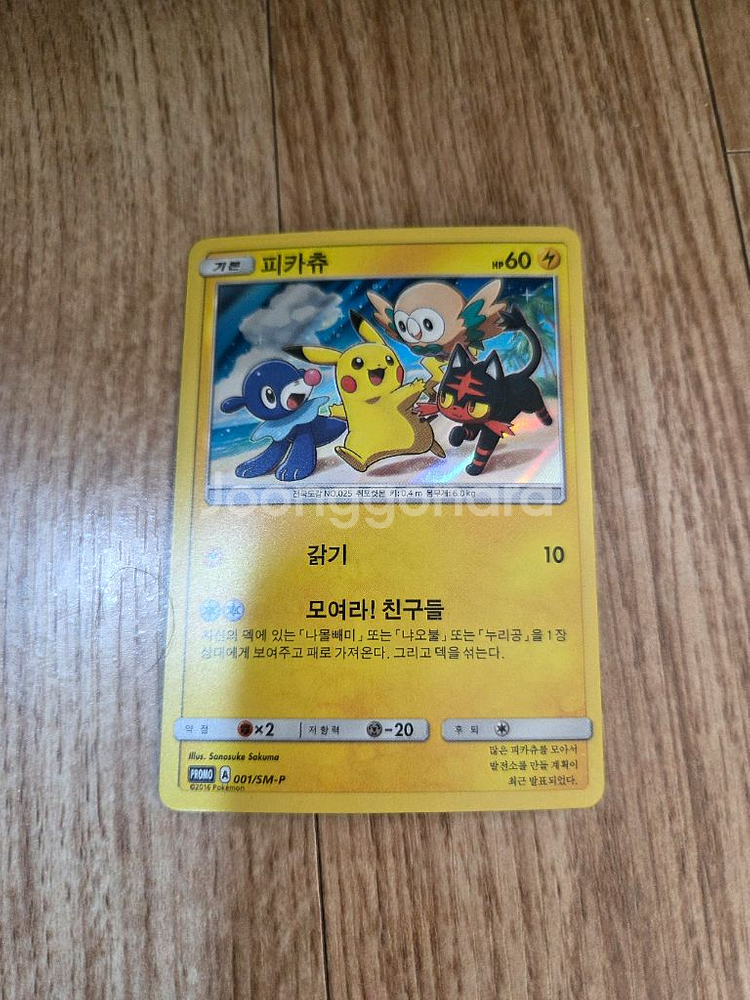 기본 피카츄 HP 60
전국도감 NO.025 쥐포켓몬 키:0.4 m 몸무게:6.0 kg
Joonggonara
갉기 10
모여라! 친구들
자신의 덱에 있는 「나몰빼미」 또는 「냐오불」 또는 「누리공」을 1장
상대에게 보여주고 패로 가져온다. 그리고 덱을 섞는다.
약점 ×2 저항력 -20 후퇴
Illus. Sanosuke Sakuma
많은 피카츄를 모아서
발전소를 만들 계획이
최근 발표되었다.
PROMO A 001/SM-P
©2016 Pokémon